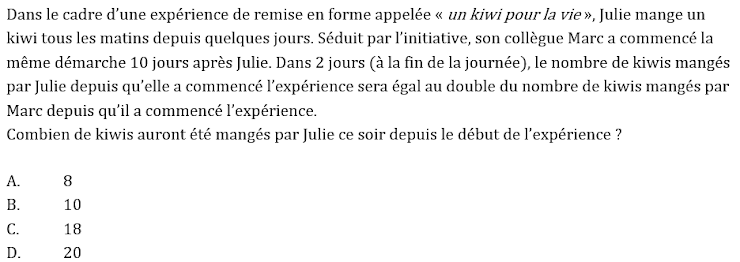 Dans le cadre d’une expérience de remise en forme appelée « un kiwi pour la vie », Julie mange un
kiwi tous les matins depuis quelques jours. Séduit par l’initiative, son collègue Marc a commencé la
même démarche 10 jours après Julie. Dans 2 jours (à la fin de la journée), le nombre de kiwis mangés
par Julie depuis qu’elle a commencé l’expérience sera égal au double du nombre de kiwis mangés par
Marc depuis qu’il a commencé l’expérience.
Combien de kiwis auront été mangés par Julie ce soir depuis le début de l’expérience ?
A. 8
B. 10
C. 18
D. 20